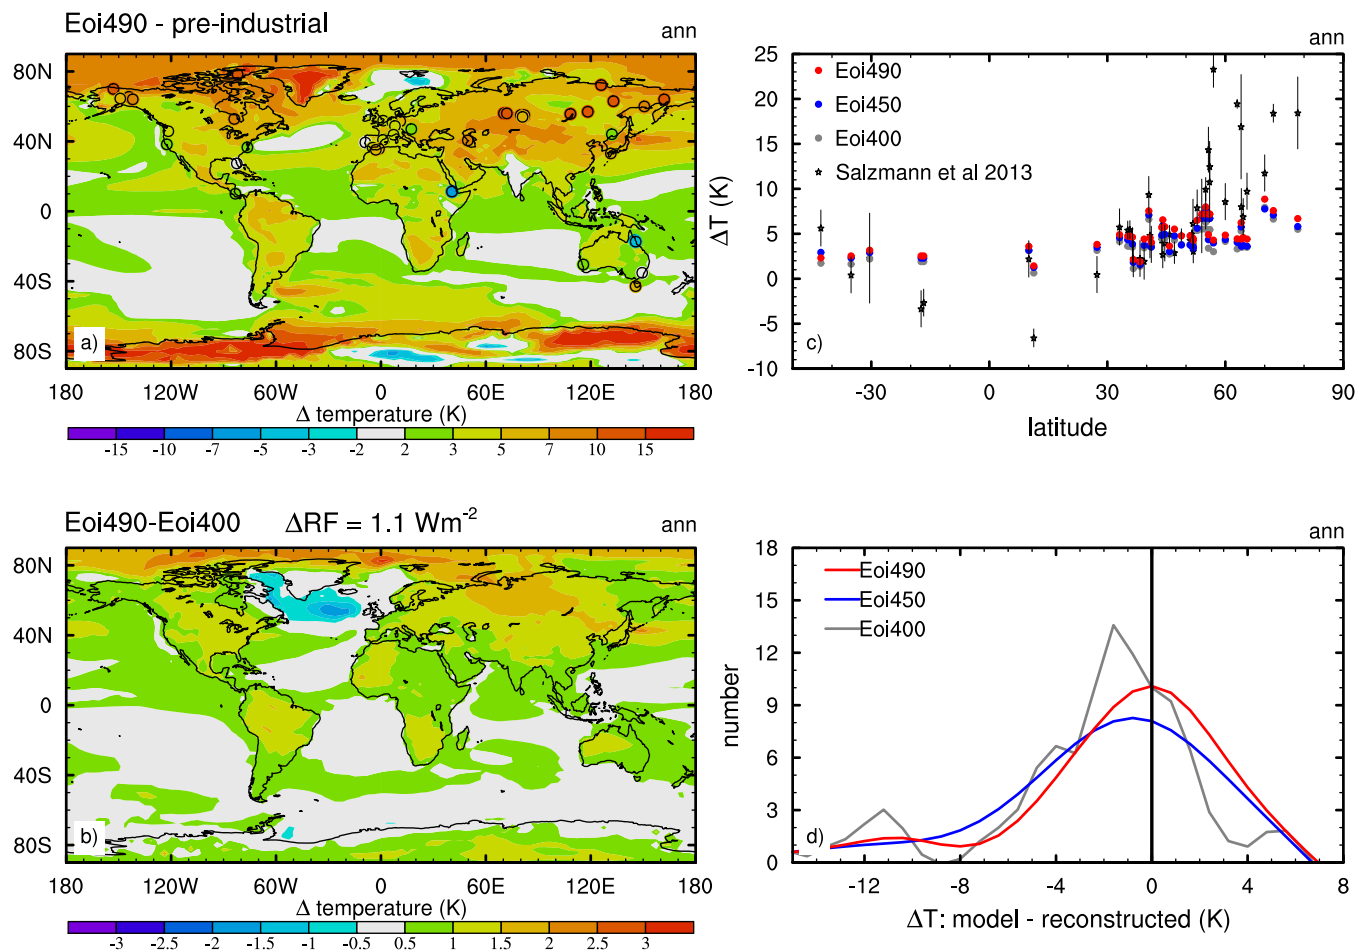 Eoi490 - pre-industrial
ann
80N
40N
0
40S
80S
a)
180 120W 60W 0 60E 120E 180
Δ temperature (K)
-15 -10 -7 -5 -3 -2 2 3 5 7 10 15
ann
25
20
15
10
5
0
-5
-10
ΔT (K)
Eoi490
Eoi450
Eoi400
Salzmann et al 2013
c)
-30 0 30 60 90
latitude
Eoi490-Eoi400 ΔRF = 1.1 Wm-2
ann
80N
40N
0
40S
80S
b)
180 120W 60W 0 60E 120E 180
Δ temperature (K)
-3 -2 -1.5 -1 -0.5 0.5 1 1.5 2 2.5 3
ann
18
15
12
9
6
3
0
number
Eoi490
Eoi450
Eoi400
d)
-12 -8 -4 0 4 8
ΔT: model - reconstructed (K)